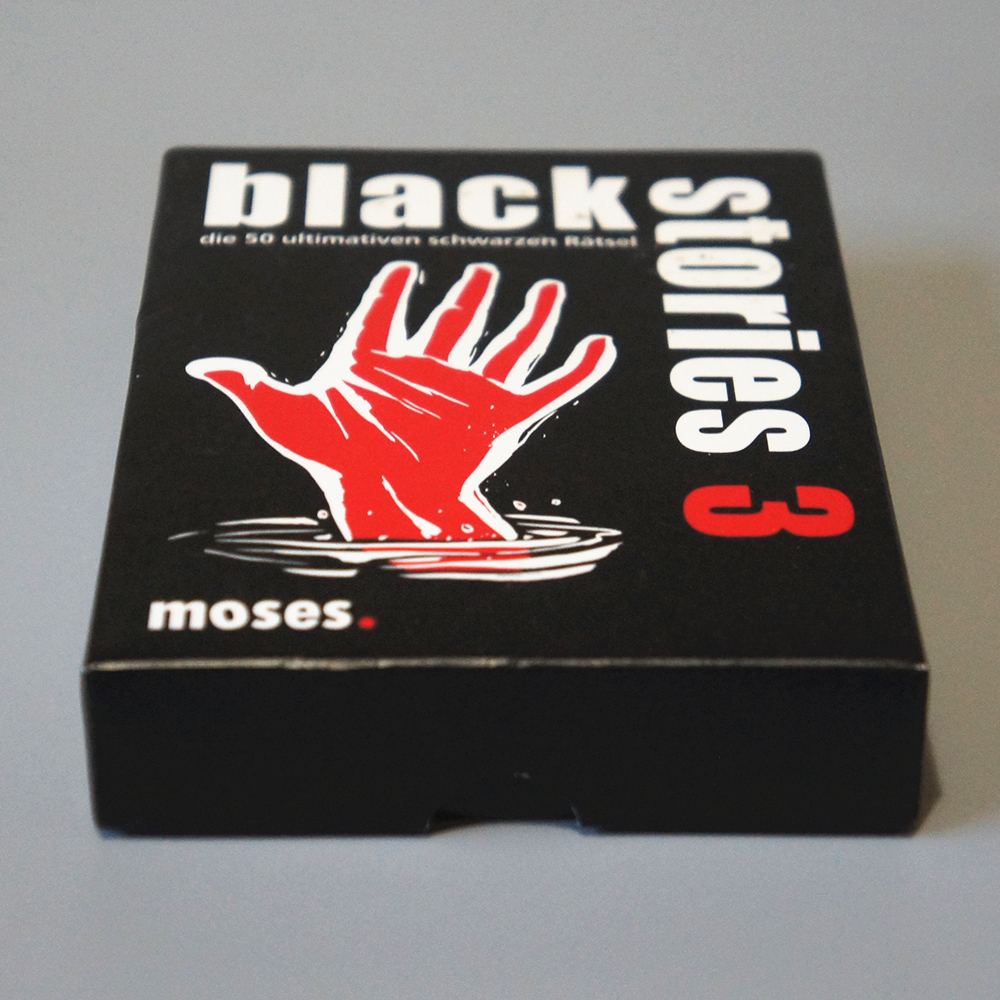 black
die 50 ultimativen schwarzen Rätsel
stories 3
moses.